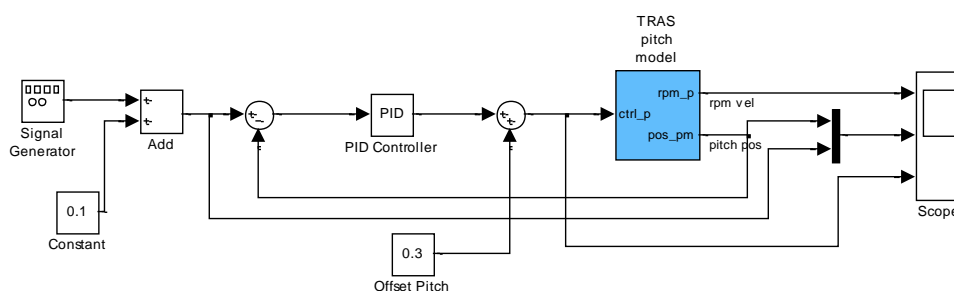 TRAS
pitch
model
rpm_p
rpm vel
ctrl_p
pos_pm
pitch pos
Signal
Generator
Add
PID
PID Controller
0.1
Constant
0.3
Offset Pitch
Scope